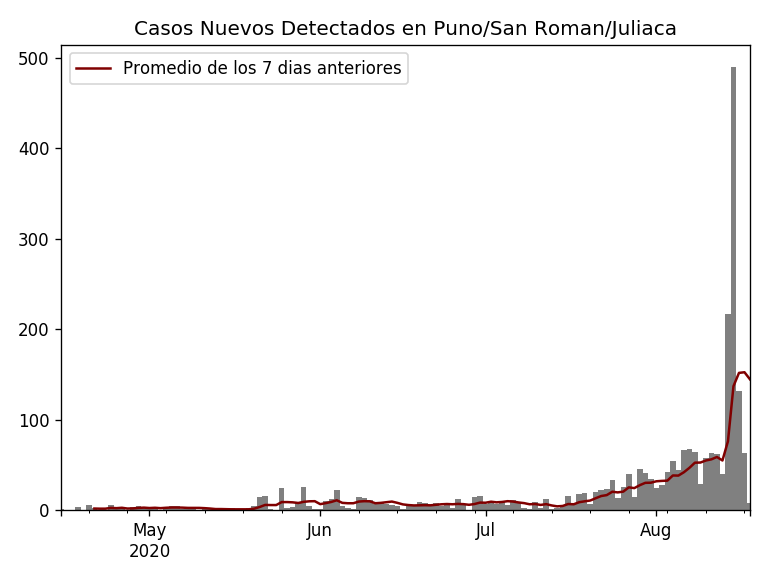 Casos Nuevos Detectados en Puno/San Roman/Juliaca
Promedio de los 7 dias anteriores
500
400
300
200
100
0
May
2020
Jun
Jul
Aug